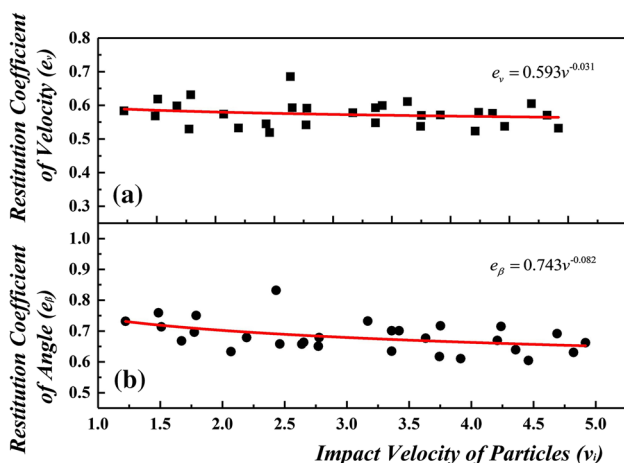 0.8
0.7
0.6
0.5
0.4
0.3
Restitution Coefficient
of Velocity (eᵥ)
eᵥ = 0.593v^-0.031
(a)
1.0
0.9
0.8
0.7
0.6
0.5
Restitution Coefficient
of Angle (eᵦ)
eᵦ = 0.743v^-0.082
(b)
1.0 1.5 2.0 2.5 3.0 3.5 4.0 4.5 5.0
Impact Velocity of Particles (vᵢ)